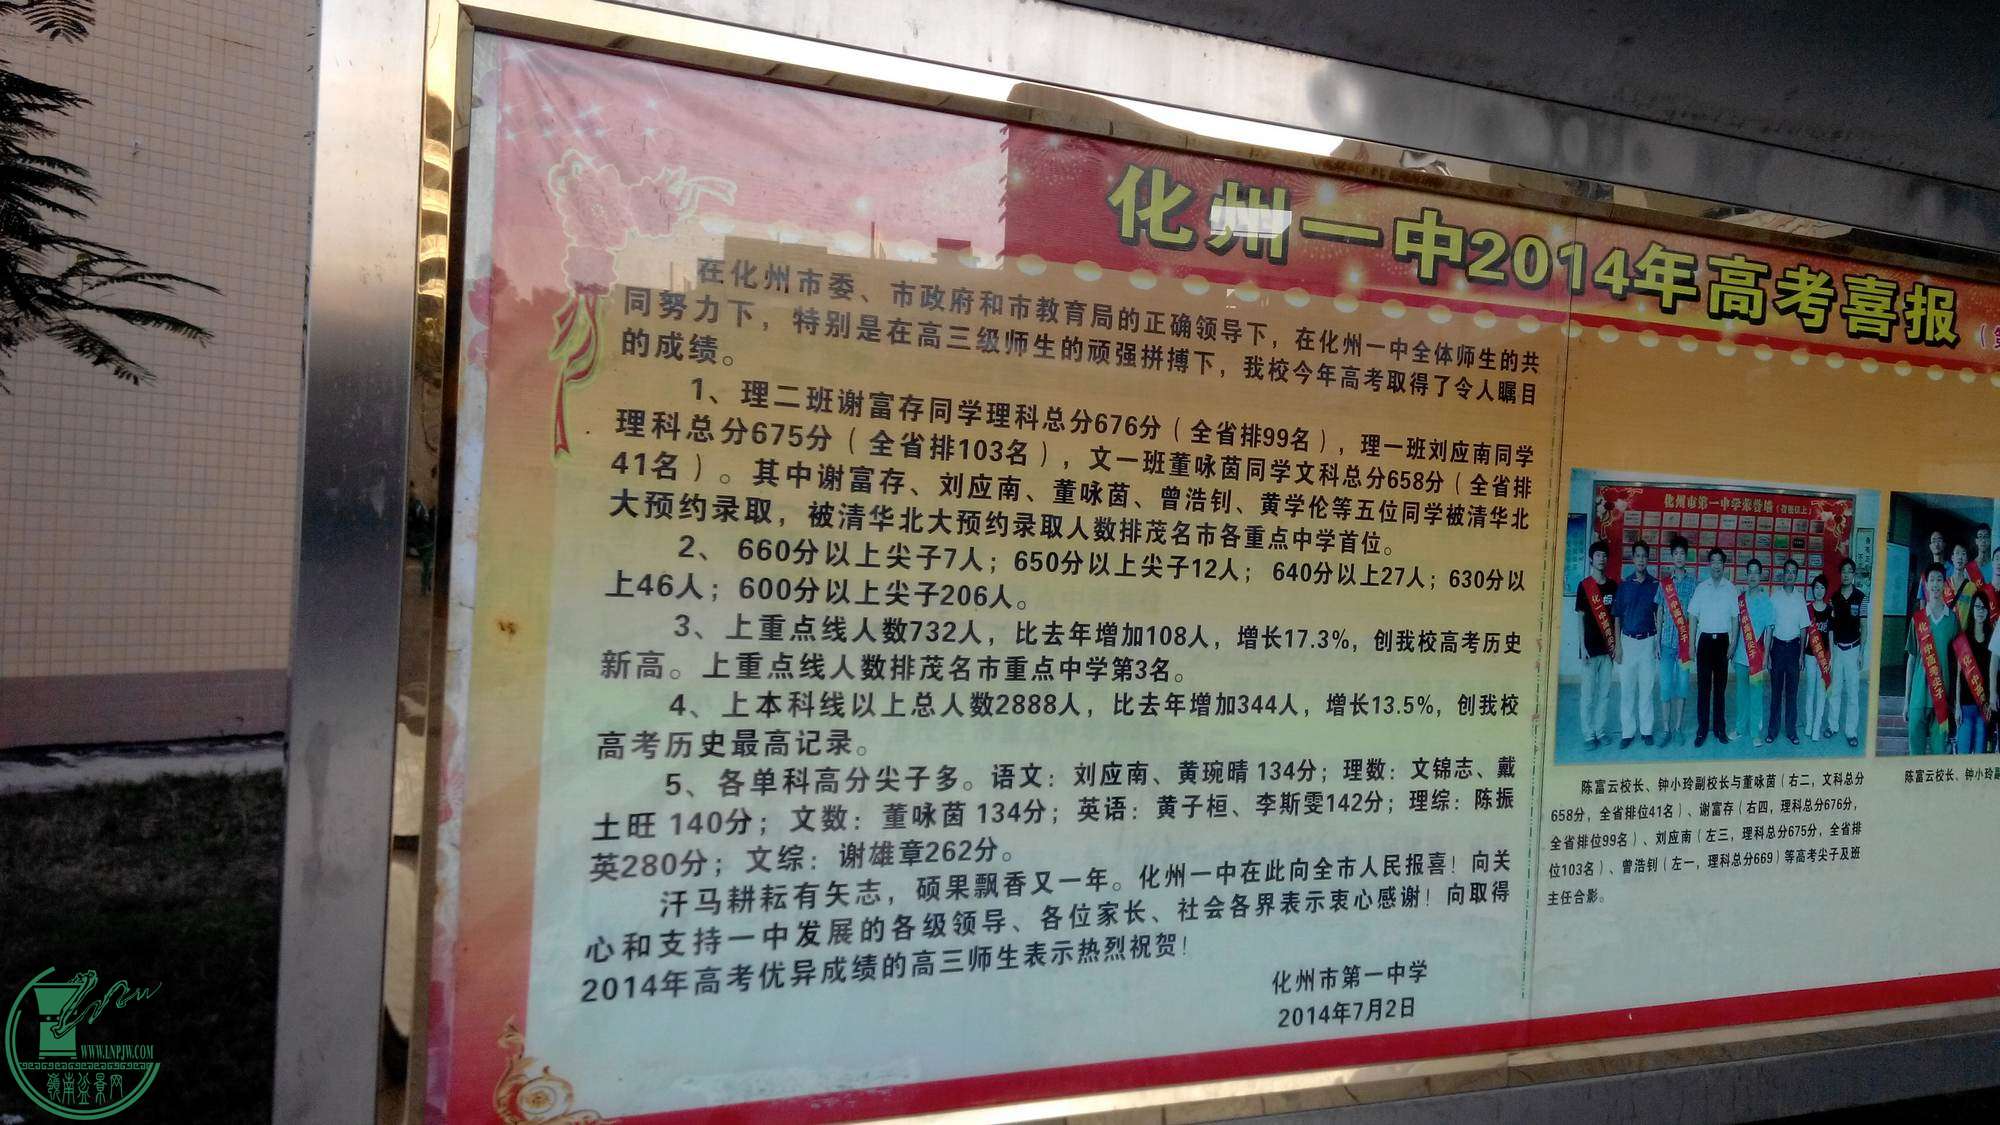 化州一中2014年高考喜报
在化州市委、市政府和市教育局的正确领导下，在化州一中全体师生的共
同努力下，特别是在高三级师生的顽强拼搏下，我校今年高考取得了令人瞩目
的成绩。
1、理二班谢富存同学理科总分676分（全省排99名），理一班刘应南同学
理科总分675分（全省排103名），文一班董咏茵同学文科总分658分（全省排
41名）。其中谢富存、刘应南、董咏茵、曾浩钊、黄学伦等五位同学被清华北
大预约录取，被清华北大预约录取人数排茂名市各重点中学首位。
2、660分以上尖子7人；650分以上尖子12人；640分以上27人；630分以
上46人；600分以上尖子206人。
3、上重点线人数732人，比去年增加108人，增长17.3%，创我校高考历史
新高。上重点线人数排茂名市重点中学第3名。
4、上本科线以上总人数2888人，比去年增加344人，增长13.5%，创我校
高考历史最高记录。
5、各单科高分尖子多。语文：刘应南、黄琬晴 134分；理数：文锦志、戴
土旺 140分；文数：董咏茵 134分；英语：黄子桓、李斯雯142分；理综：陈振
英280分；文综：谢雄章262分。
汗马耕耘有矢志，硕果飘香又一年。化州一中在此向全市人民报喜！向关
心和支持一中发展的各级领导、各位家长、社会各界表示衷心感谢！向取得
2014年高考优异成绩的高三师生表示热烈祝贺！
化州市第一中学
2014年7月2日
化州市第一中学荣誉墙
陈富云校长、钟小玲副校长与董咏茵（右二，文科总分
658分，全省排位41名）、谢富存（右四，理科总分676分，
全省排位99名）、刘应南（左三，理科总分675分，全省排
位103名）、曾浩钊（左一，理科总分669）等高考尖子及班
主任合影。
陈富云校长、钟小玲副
WWW.LNPJW.COM
嶺南盆景网